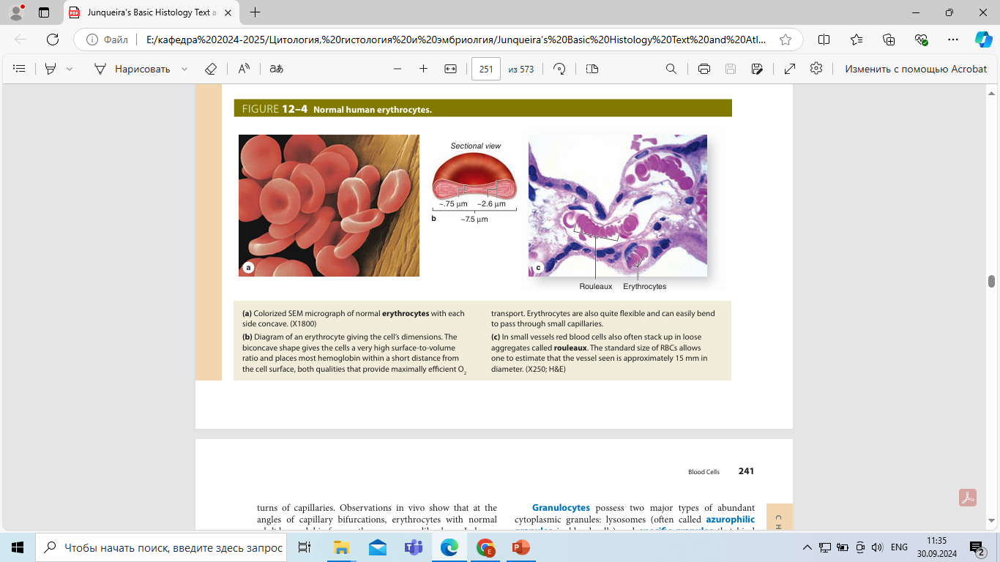 Junqueira's Basic Histology Text a
Файл
E:/кафедра%202024-2025/Цитология,%20гистология%20и%20эмбриолгия/Junqueira's%20Basic%20Histology%20Text%20and%20Atl...
Нарисовать
251
из 573
Изменить с помощью Acrobat
FIGURE 12–4 Normal human erythrocytes.
Sectional view
~.75 µm ~2.6 µm
~7.5 µm
a
b
c
Rouleaux Erythrocytes
(a) Colorized SEM micrograph of normal erythrocytes with each
side concave. (X1800)
(b) Diagram of an erythrocyte giving the cell's dimensions. The
biconcave shape gives the cells a very high surface-to-volume
ratio and places most hemoglobin within a short distance from
the cell surface, both qualities that provide maximally efficient O2
transport. Erythrocytes are also quite flexible and can easily bend
to pass through small capillaries.
(c) In small vessels red blood cells also often stack up in loose
aggregates called rouleaux. The standard size of RBCs allows
one to estimate that the vessel seen is approximately 15 mm in
diameter. (X250; H&E)
Blood Cells 241
turns of capillaries. Observations in vivo show that at the
angles of capillary bifurcations, erythrocytes with normal
Granulocytes possess two major types of abundant
cytoplasmic granules: lysosomes (often called azurophilic
C H
Чтобы начать поиск, введите здесь запрос
ENG
11:35
30.09.2024
2